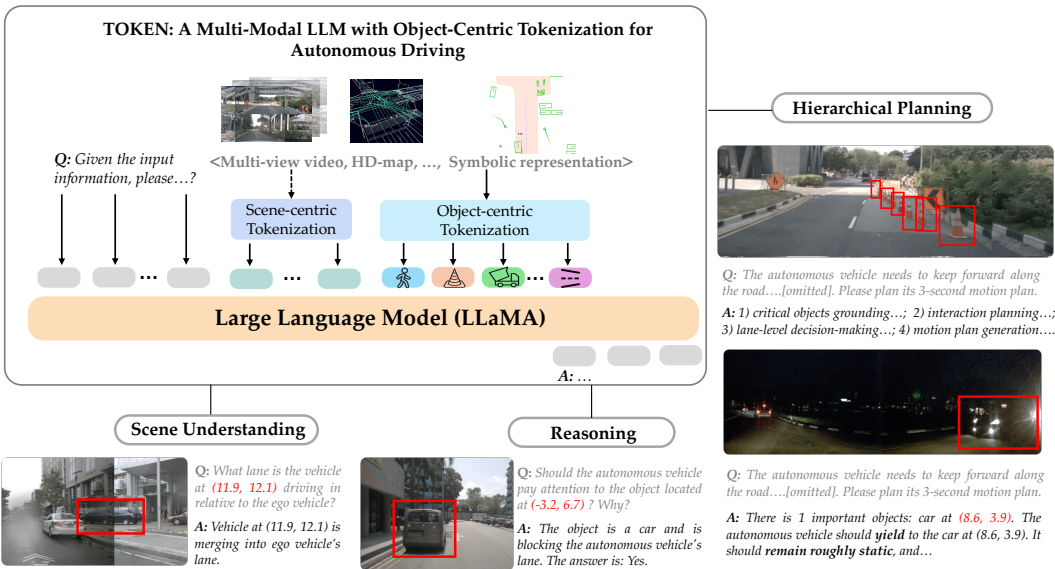 TOKEN: A Multi-Modal LLM with Object-Centric Tokenization for
Autonomous Driving
<Multi-view video, HD-map, …, Symbolic representation>
Q: Given the input
information, please…?
Scene-centric
Tokenization
Object-centric
Tokenization
...
...
...
Large Language Model (LLaMA)
A: …
Hierarchical Planning
Q: The autonomous vehicle needs to keep forward along
the road….[omitted]. Please plan its 3-second motion plan.
A: 1) critical objects grounding…; 2) interaction planning…;
3) lane-level decision-making…; 4) motion plan generation….
Q: The autonomous vehicle needs to keep forward along
the road….[omitted]. Please plan its 3-second motion plan.
A: There is 1 important objects: car at (8.6, 3.9). The
autonomous vehicle should yield to the car at (8.6, 3.9). It
should remain roughly static, and…
Scene Understanding
Q: What lane is the vehicle
at (11.9, 12.1) driving in
relative to the ego vehicle?
A: Vehicle at (11.9, 12.1) is
merging into ego vehicle's
lane.
Reasoning
Q: Should the autonomous vehicle
pay attention to the object located
at (-3.2, 6.7) ? Why?
A: The object is a car and is
blocking the autonomous vehicle's
lane. The answer is: Yes.